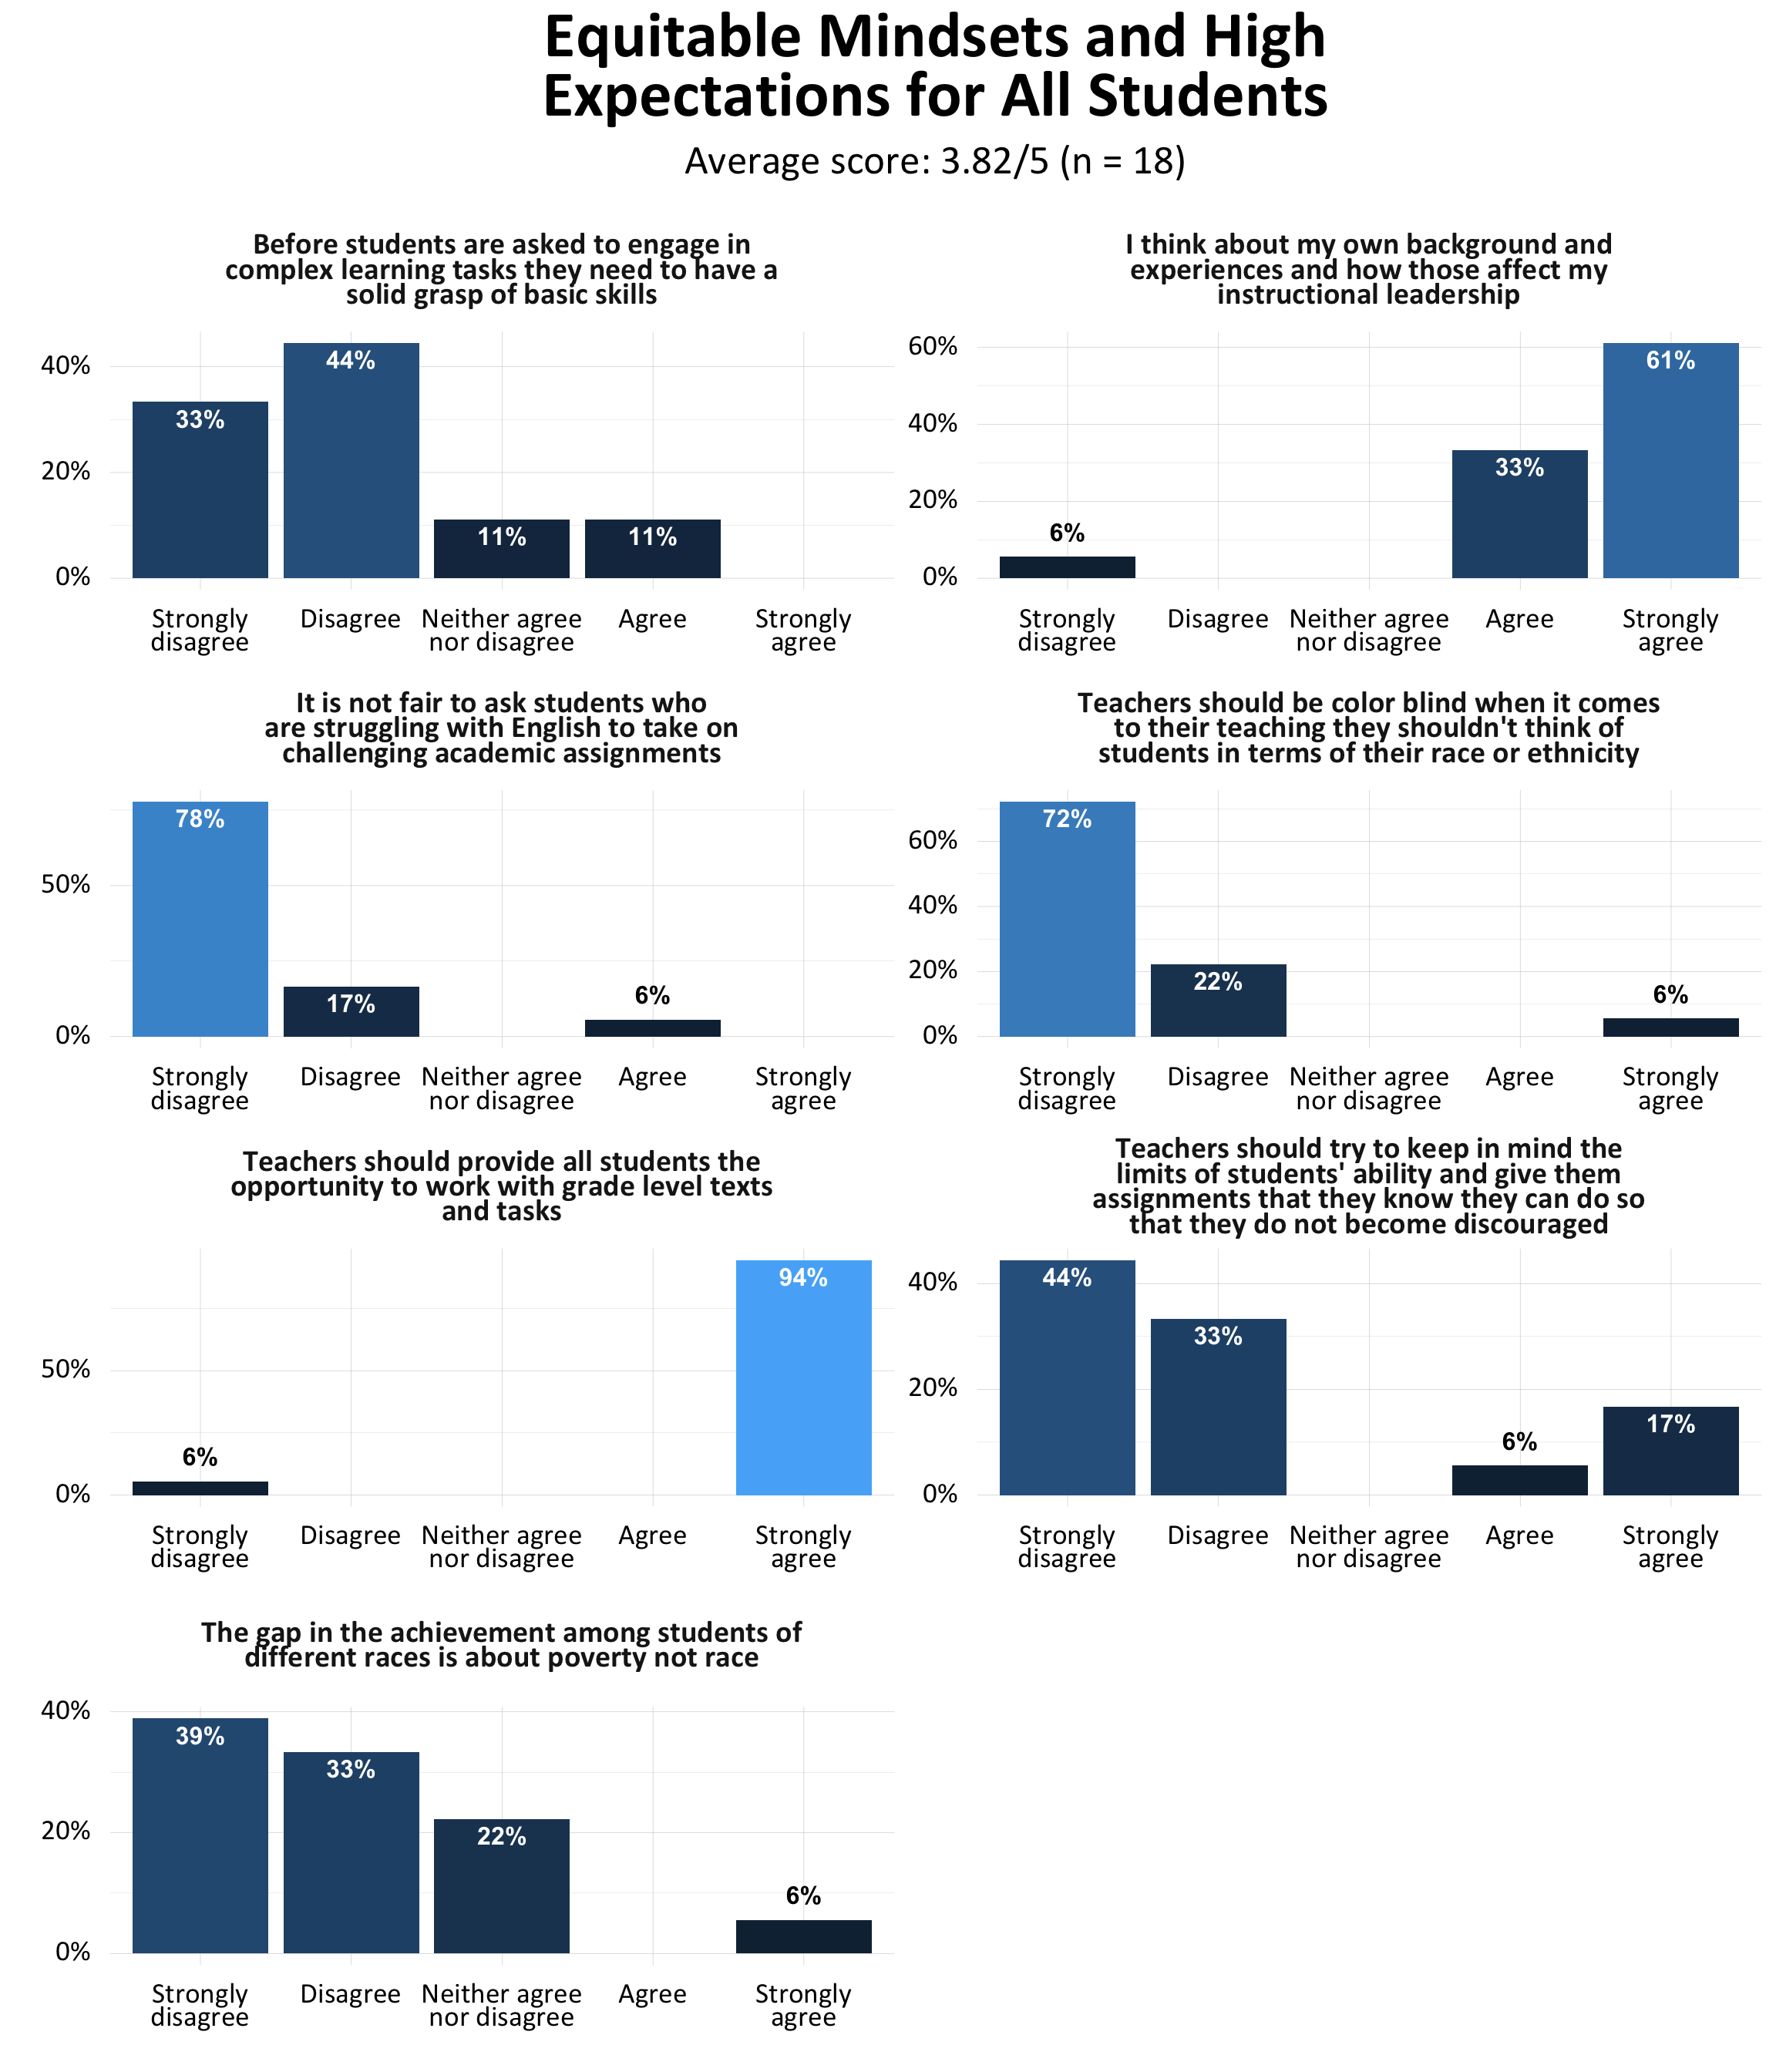 Equitable Mindsets and High
Expectations for All Students
Average score: 3.82/5 (n = 18)
Before students are asked to engage in
complex learning tasks they need to have a
solid grasp of basic skills
40%
20%
0%
33%
44%
11%
11%
Strongly
disagree
Disagree
Neither agree
nor disagree
Agree
Strongly
agree
I think about my own background and
experiences and how those affect my
instructional leadership
60%
40%
20%
0%
6%
33%
61%
Strongly
disagree
Disagree
Neither agree
nor disagree
Agree
Strongly
agree
It is not fair to ask students who
are struggling with English to take on
challenging academic assignments
50%
0%
78%
17%
6%
Strongly
disagree
Disagree
Neither agree
nor disagree
Agree
Strongly
agree
Teachers should be color blind when it comes
to their teaching they shouldn't think of
students in terms of their race or ethnicity
60%
40%
20%
0%
72%
22%
6%
Strongly
disagree
Disagree
Neither agree
nor disagree
Agree
Strongly
agree
Teachers should provide all students the
opportunity to work with grade level texts
and tasks
50%
0%
6%
94%
Strongly
disagree
Disagree
Neither agree
nor disagree
Agree
Strongly
agree
Teachers should try to keep in mind the
limits of students' ability and give them
assignments that they know they can do so
that they do not become discouraged
40%
20%
0%
44%
33%
6%
17%
Strongly
disagree
Disagree
Neither agree
nor disagree
Agree
Strongly
agree
The gap in the achievement among students of
different races is about poverty not race
40%
20%
0%
39%
33%
22%
6%
Strongly
disagree
Disagree
Neither agree
nor disagree
Agree
Strongly
agree